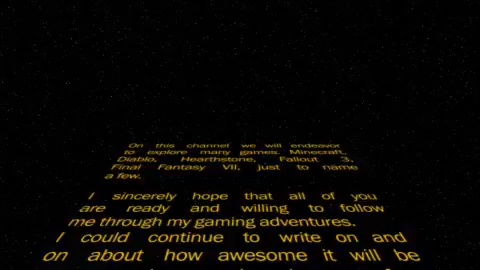 On this channel we will endeavor
to explore many games. Minecraft,
Diablo, Hearthstone, Fallout 3,
Final Fantasy VII, just to name
a few.
I sincerely hope that all of you
are ready and willing to follow
me through my gaming adventures.
I could continue to write on and
on about how awesome it will be